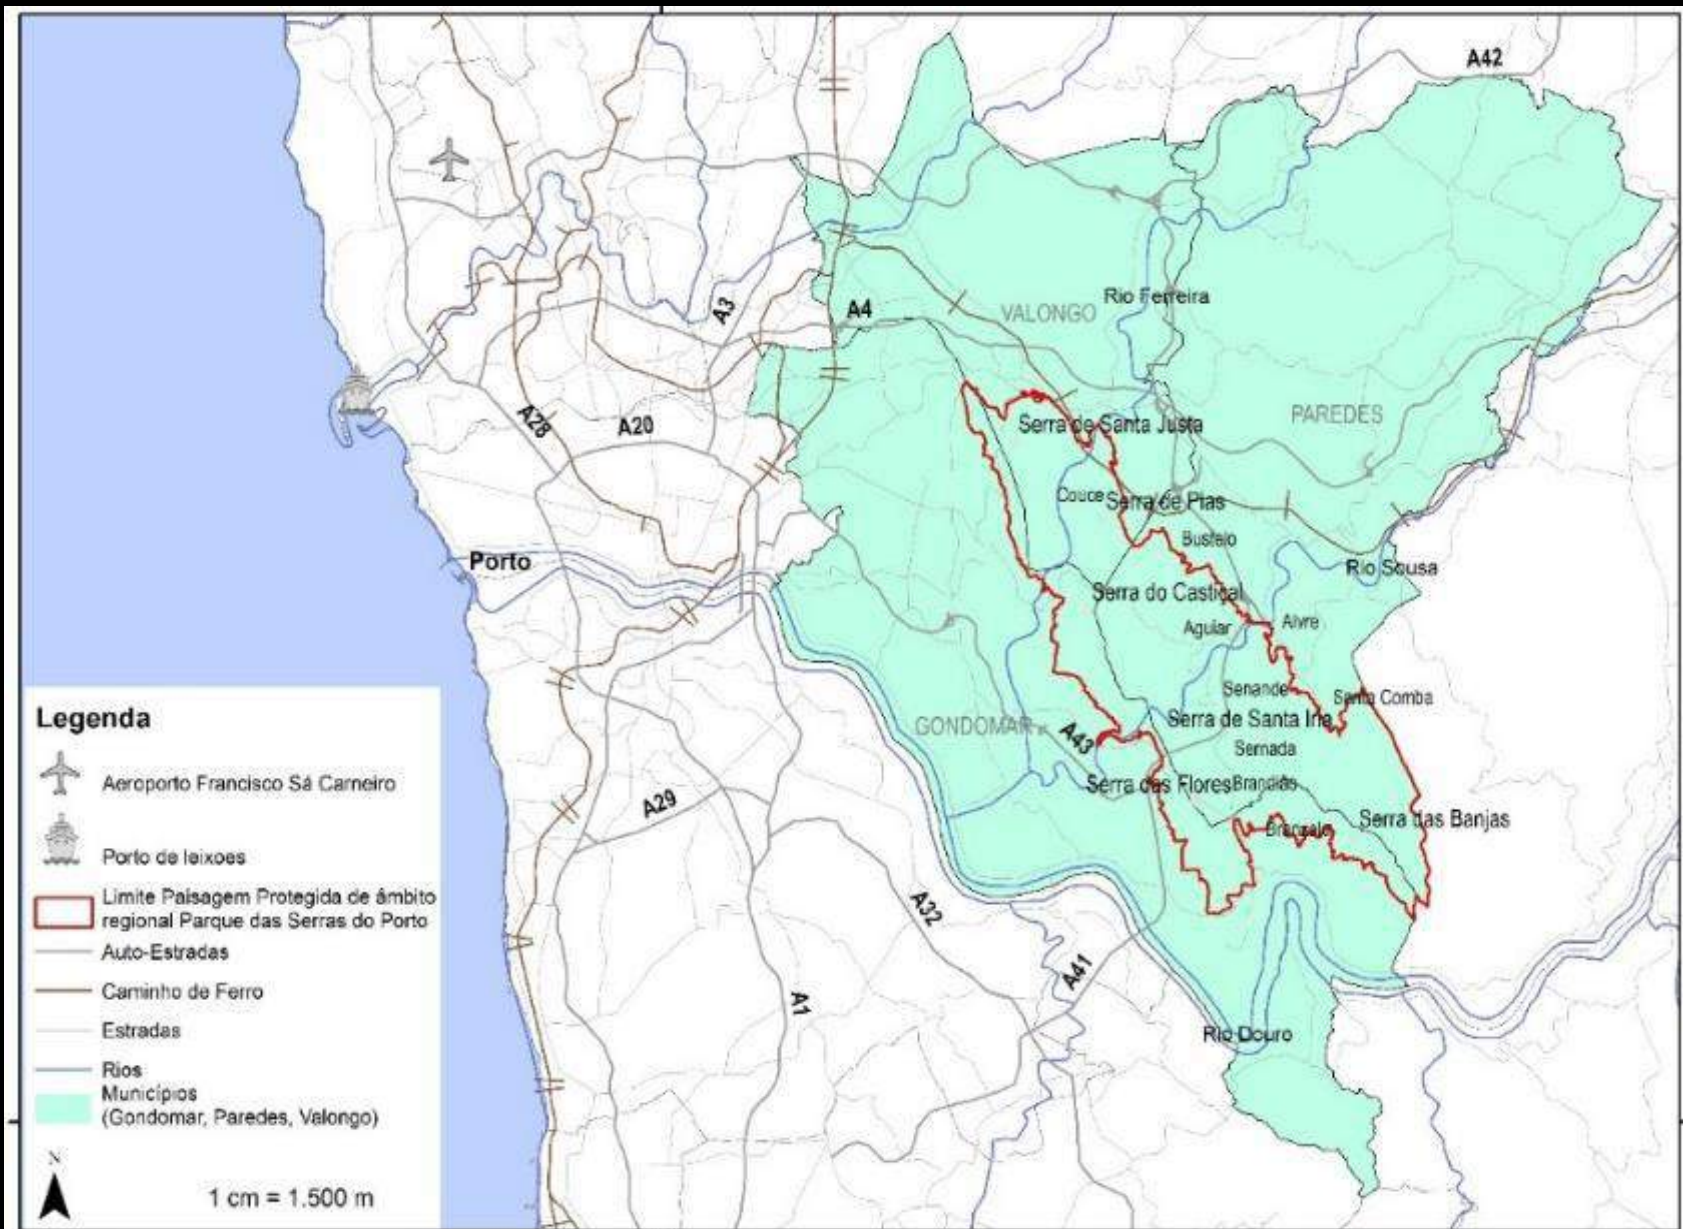 A42
A3
A4
VALONGO
Rio Ferreira
A28
A20
PAREDES
Serra de Santa Justa
Couce
Serra de Pias
Bustelo
Porto
Rio Sousa
Serra do Castiçal
Aguiar
Alvre
Senande
Santa Comba
GONDOMAR
A43
Serra de Santa Iria
Sernada
Serra das Flores
Brandião
A29
Serra das Banjas
Branzelo
A32
A41
A1
Rio Douro
Legenda
Aeroporto Francisco Sá Carneiro
Porto de leixoes
Limite Paisagem Protegida de âmbito
regional Parque das Serras do Porto
Auto-Estradas
Caminho de Ferro
Estradas
Rios
Municípios
(Gondomar, Paredes, Valongo)
N
1 cm = 1.500 m